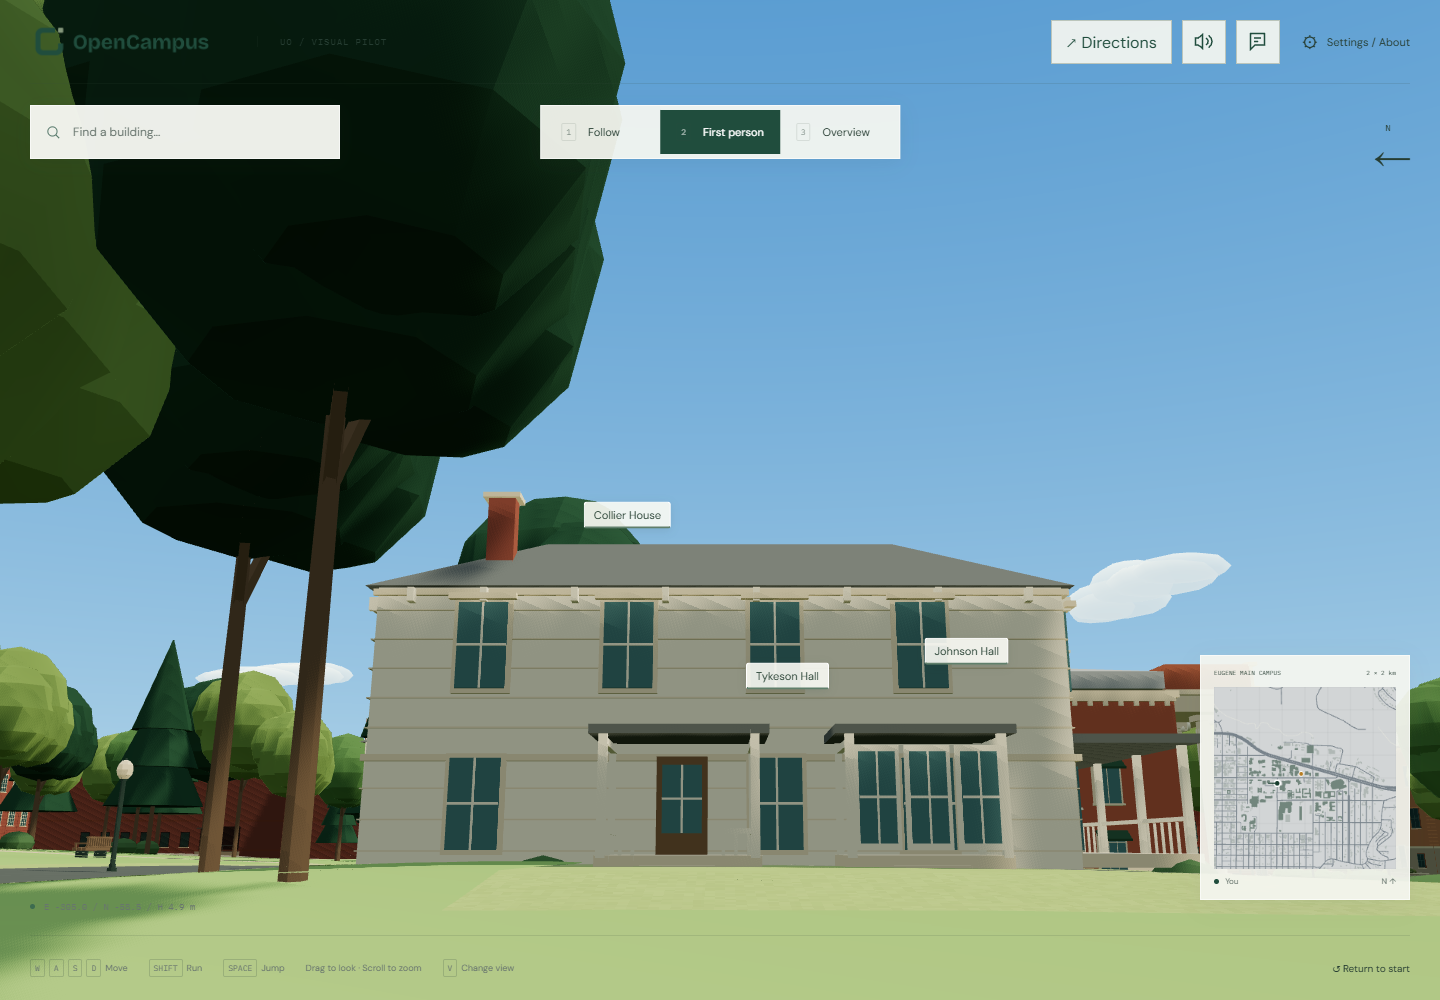 OpenCampus
UO / VISUAL PILOT
↗ Directions
Settings / About
Find a building...
1 Follow
2 First person
3 Overview
N
Collier House
Johnson Hall
Tykeson Hall
EUGENE MAIN CAMPUS
2 × 2 km
You
N ↑
4.9 m
W A S D Move
SHIFT Run
SPACE Jump
Drag to look · Scroll to zoom
V Change view
↺ Return to start